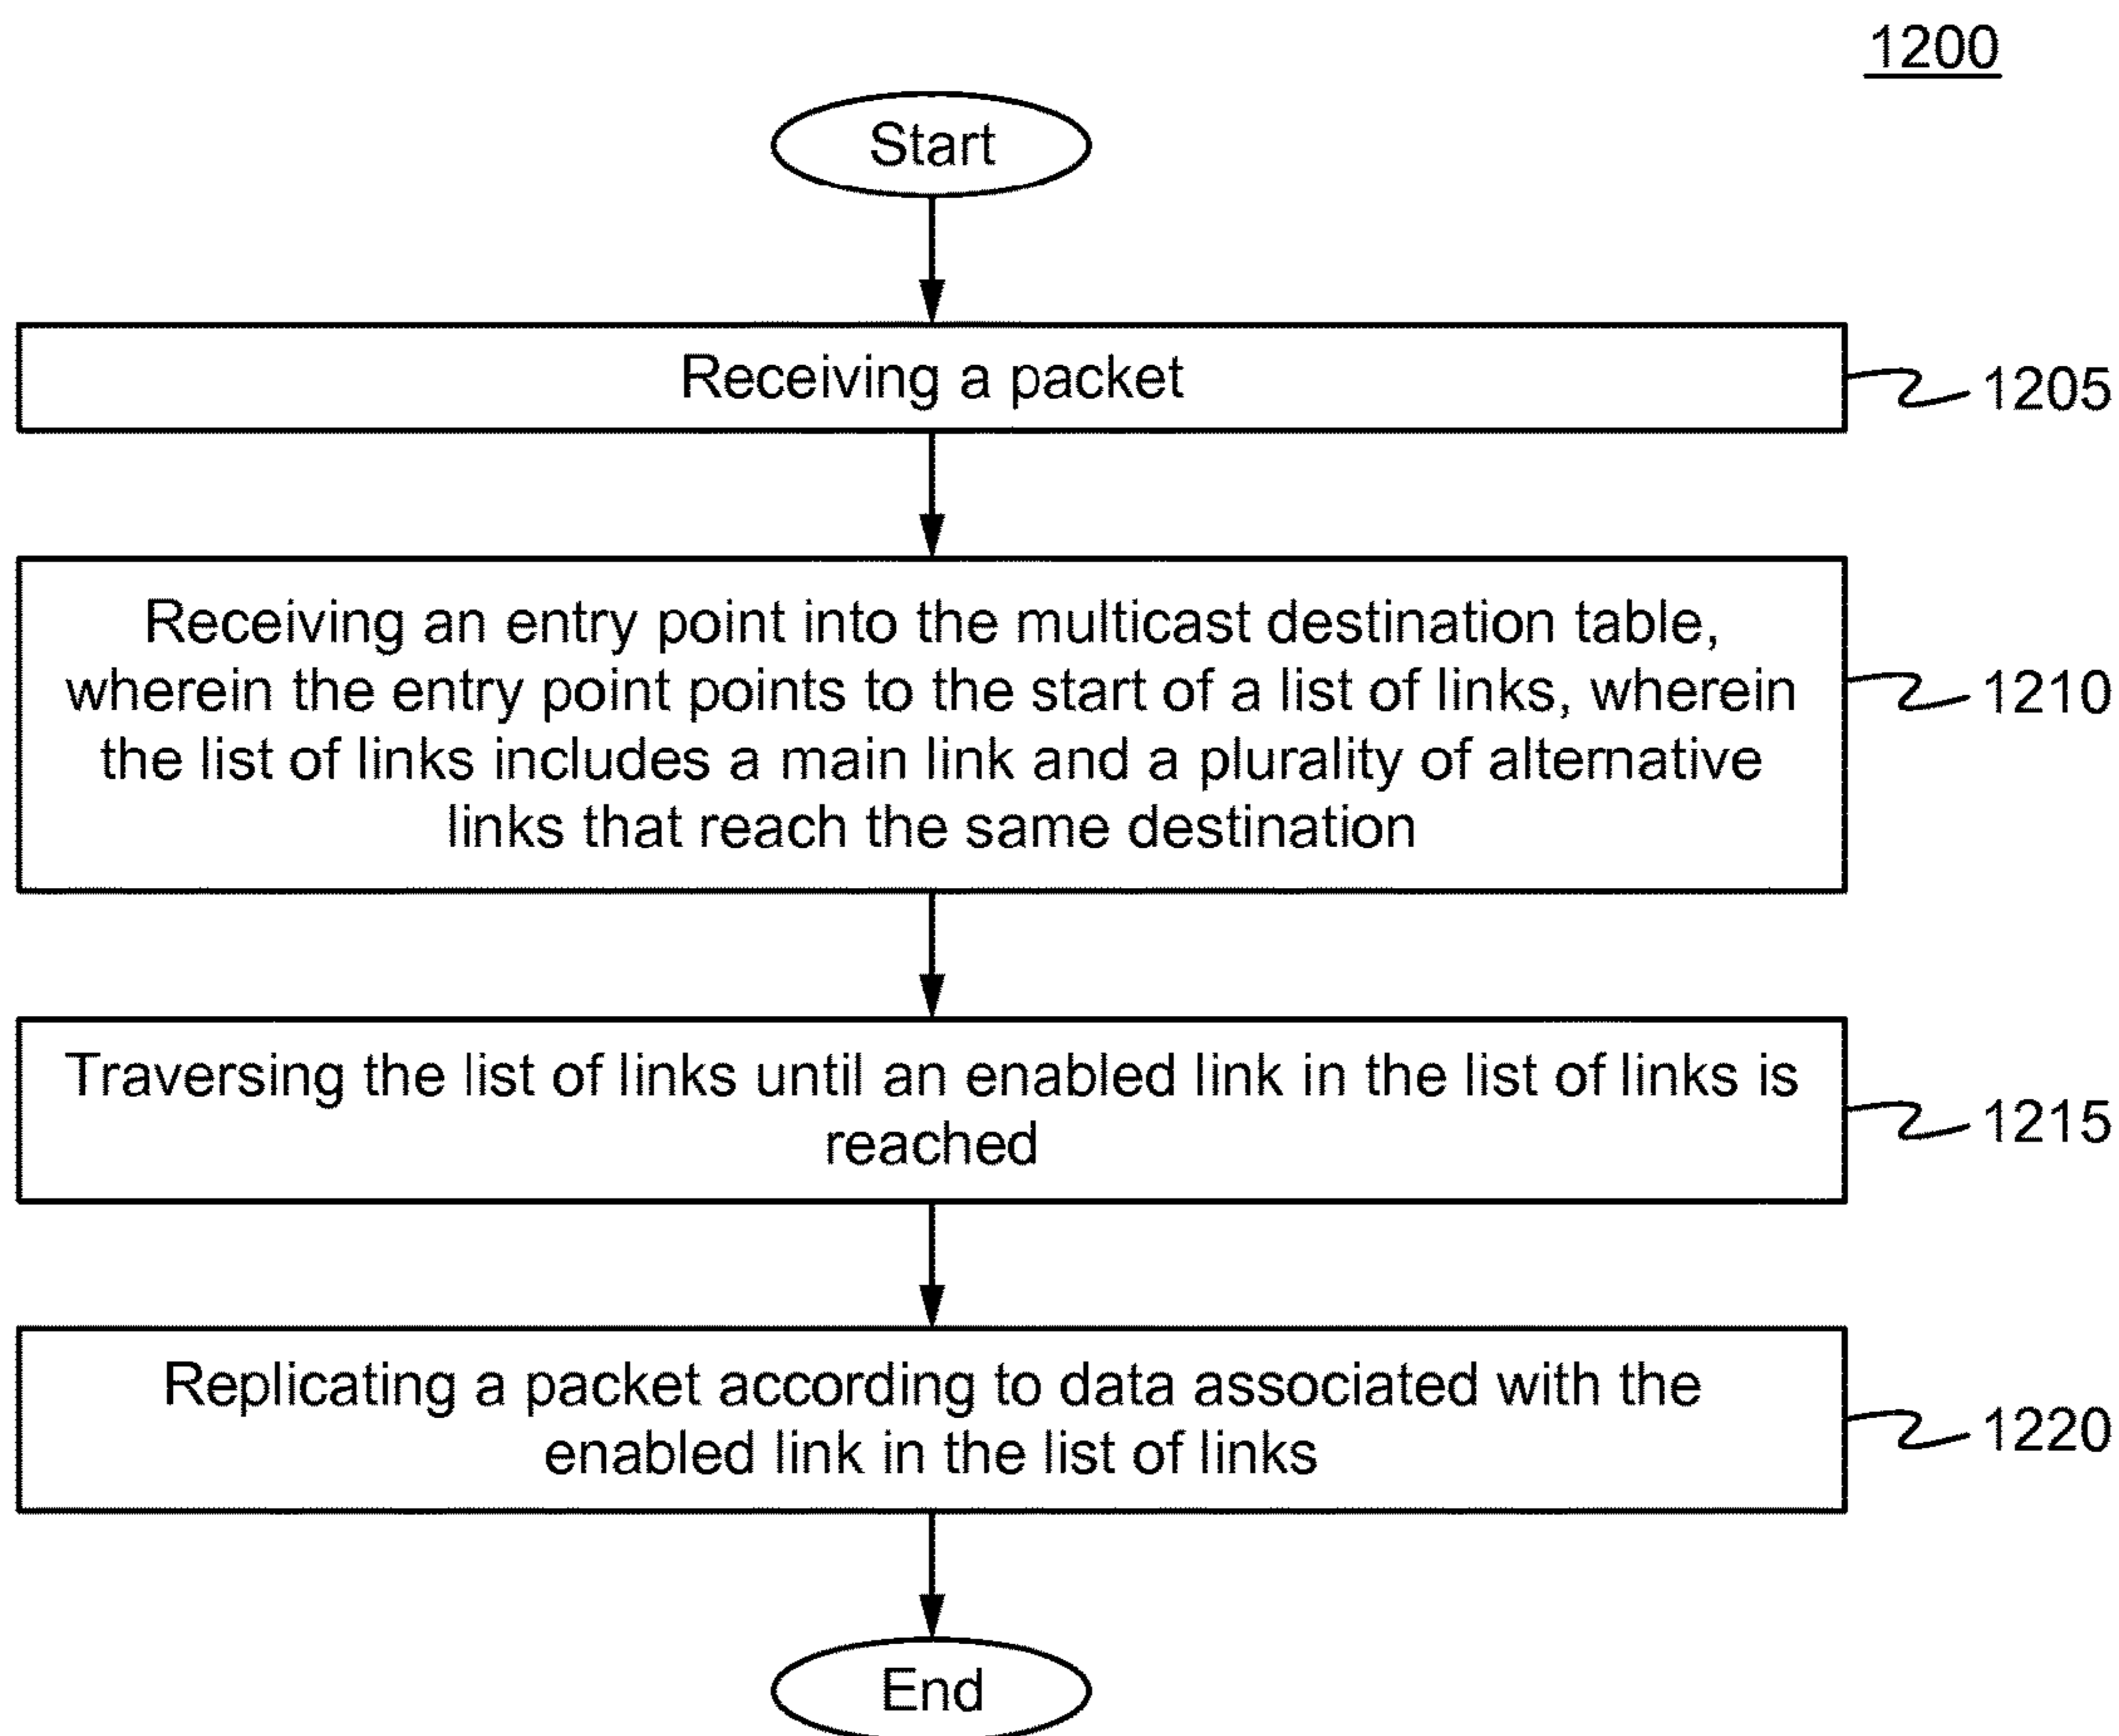 1200
Start
Receiving a packet
1205
Receiving an entry point into the multicast destination table,
wherein the entry point points to the start of a list of links, wherein
the list of links includes a main link and a plurality of alternative
links that reach the same destination
1210
Traversing the list of links until an enabled link in the list of links is
reached
1215
Replicating a packet according to data associated with the
enabled link in the list of links
1220
End